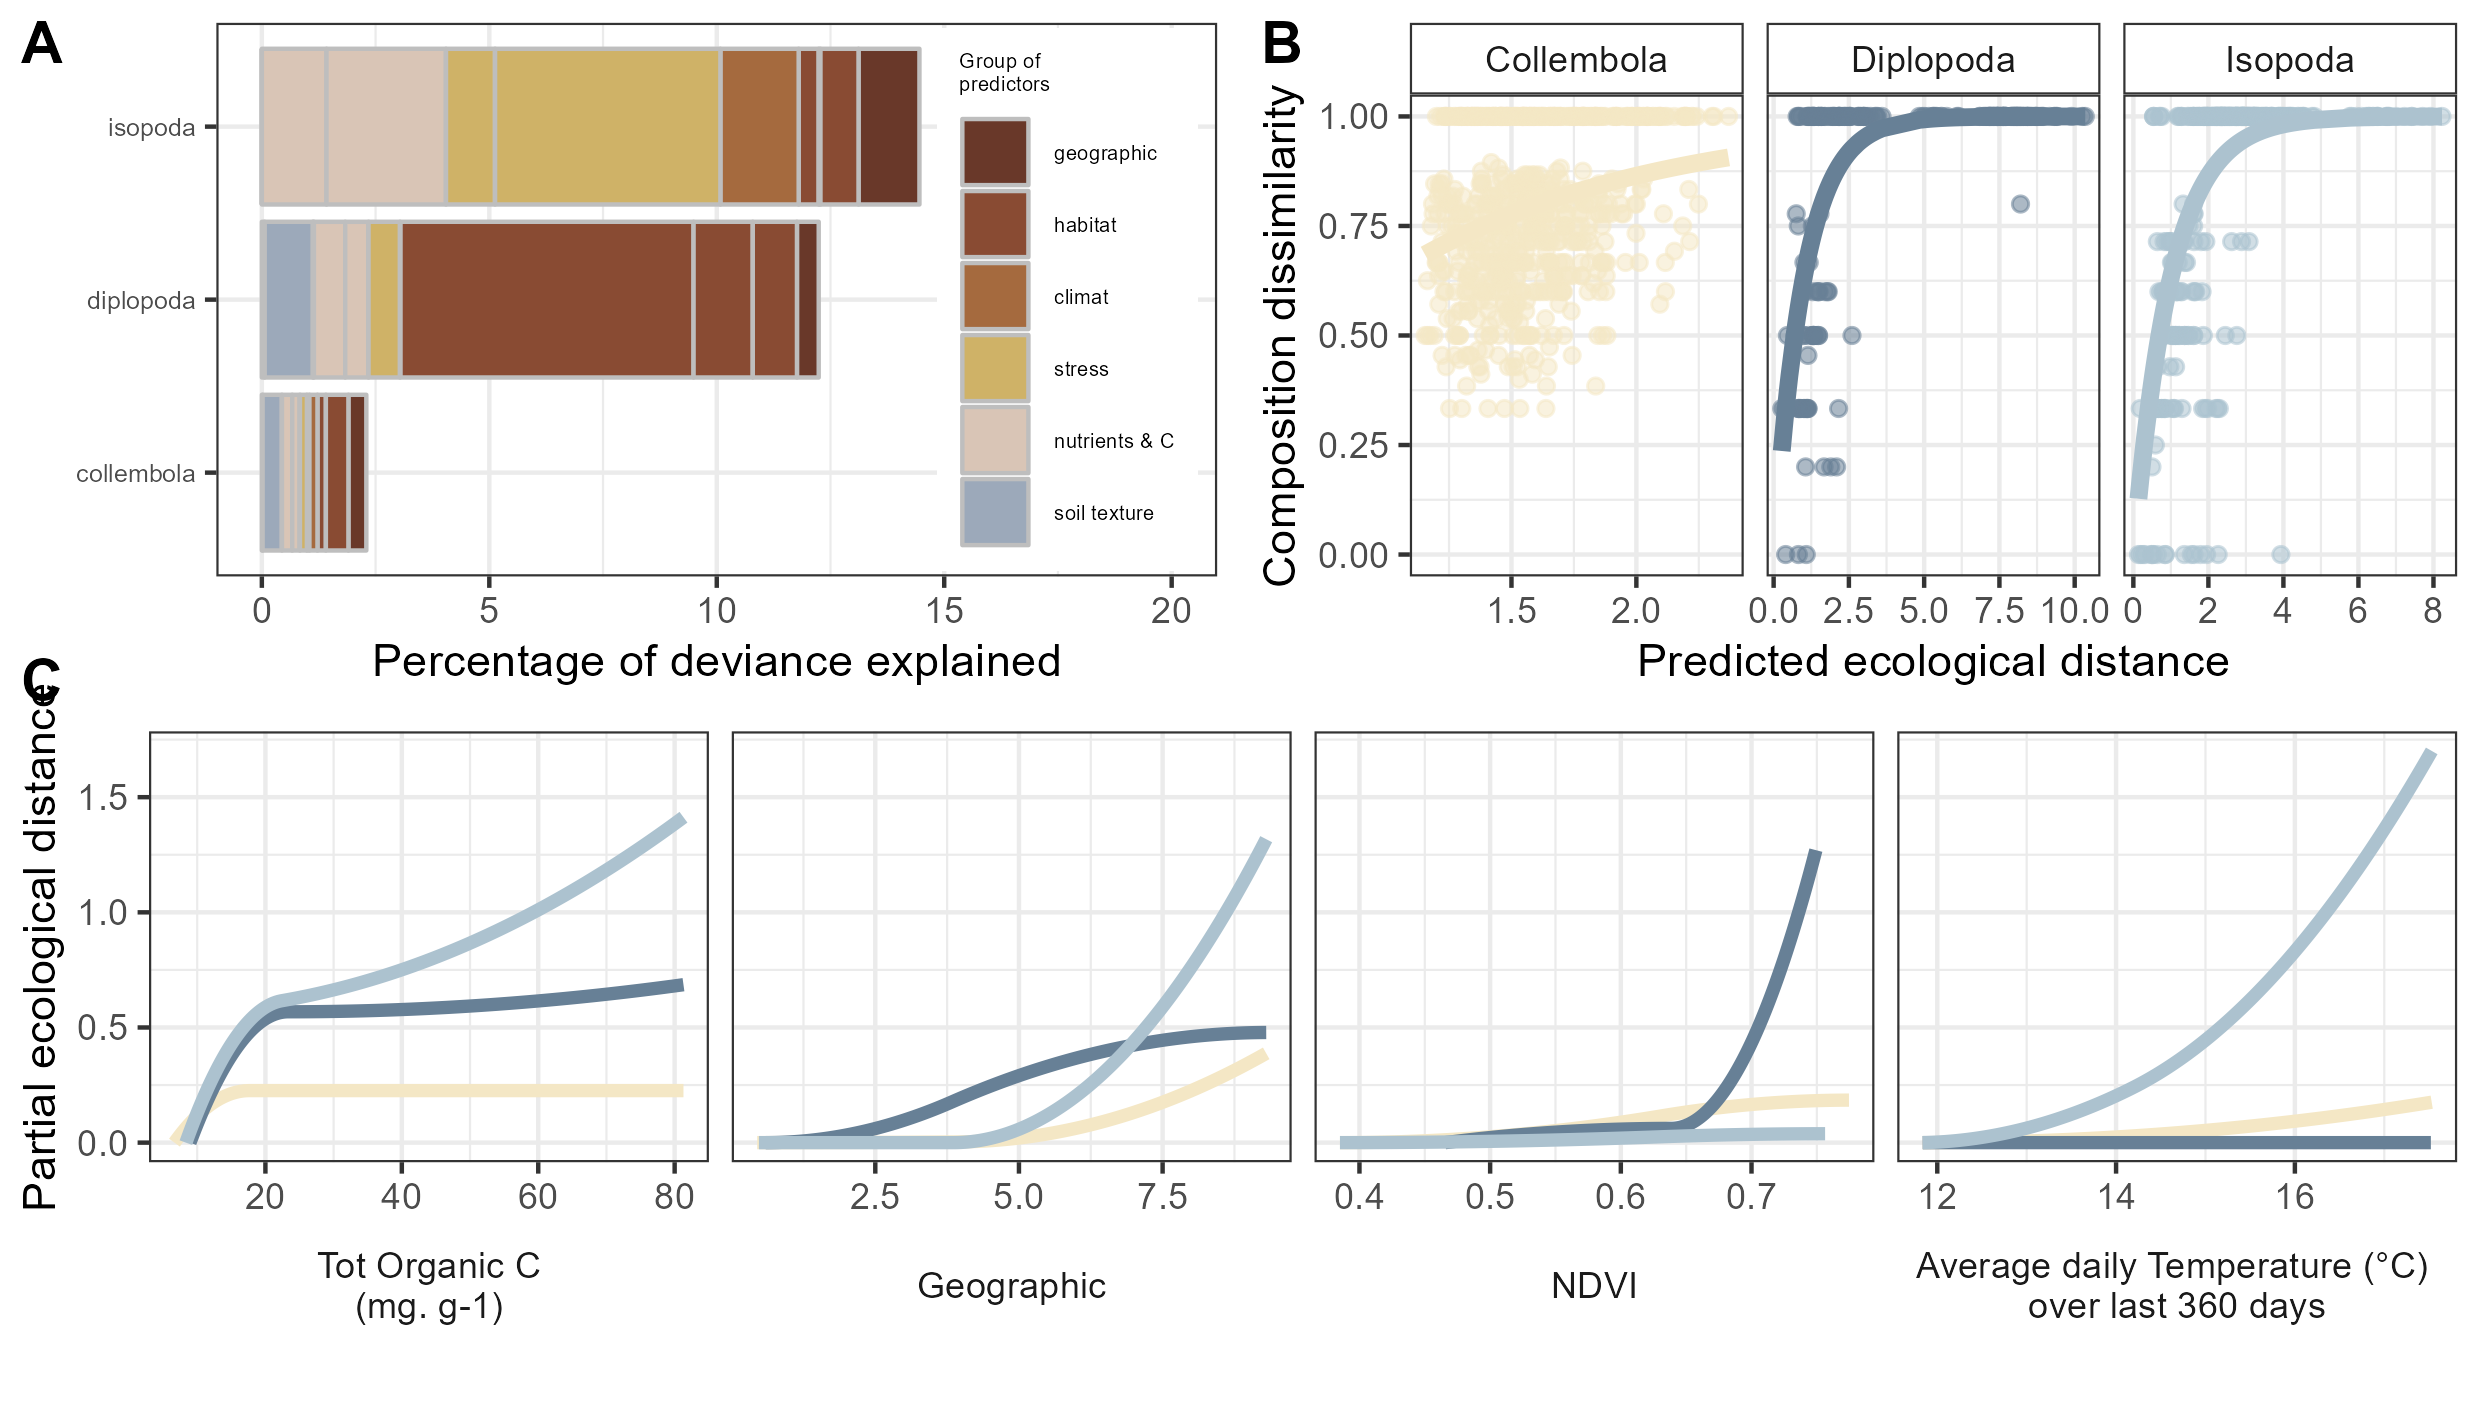 A
Group of
predictors
geographic
habitat
climat
stress
nutrients & C
soil texture
isopoda
diplopoda
collembola
0 5 10 15 20
Percentage of deviance explained
B
Collembola Diplopoda Isopoda
Composition dissimilarity
1.00
0.75
0.50
0.25
0.00
1.5 2.0
0.0 2.5 5.0 7.5 10.0
0 2 4 6 8
Predicted ecological distance
C
Partial ecological distance
1.5
1.0
0.5
0.0
20 40 60 80
2.5 5.0 7.5
0.4 0.5 0.6 0.7
12 14 16
Tot Organic C
(mg. g-1)
Geographic
NDVI
Average daily Temperature (°C)
over last 360 days